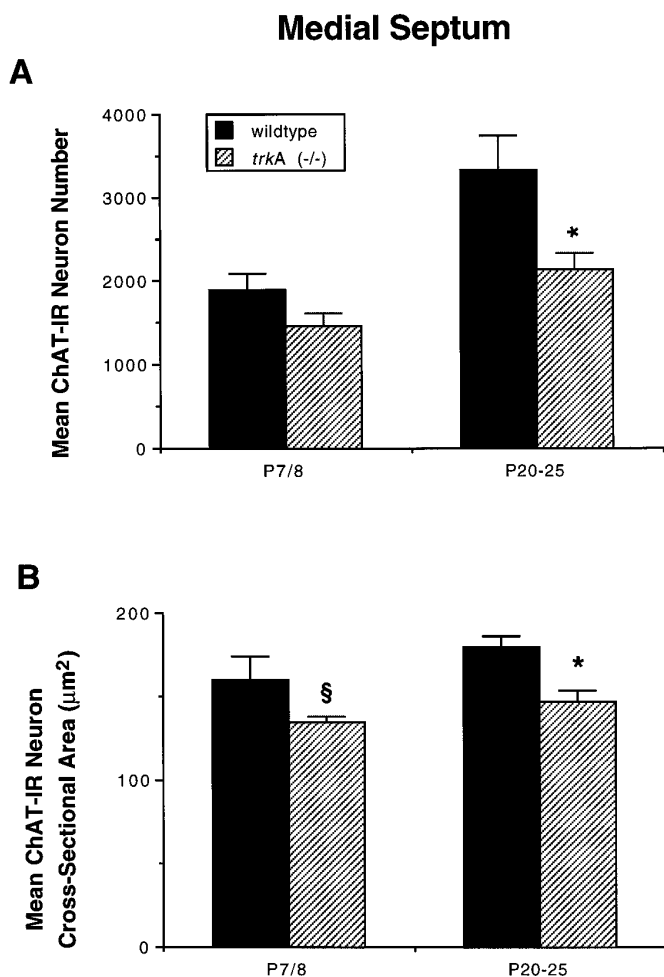 Medial Septum
A
Mean ChAT-IR Neuron Number
4000
3000
2000
1000
0
wildtype
trkA (-/-)
*
P7/8
P20-25
B
Mean ChAT-IR Neuron
Cross-Sectional Area (μm²)
200
100
0
§
*
P7/8
P20-25